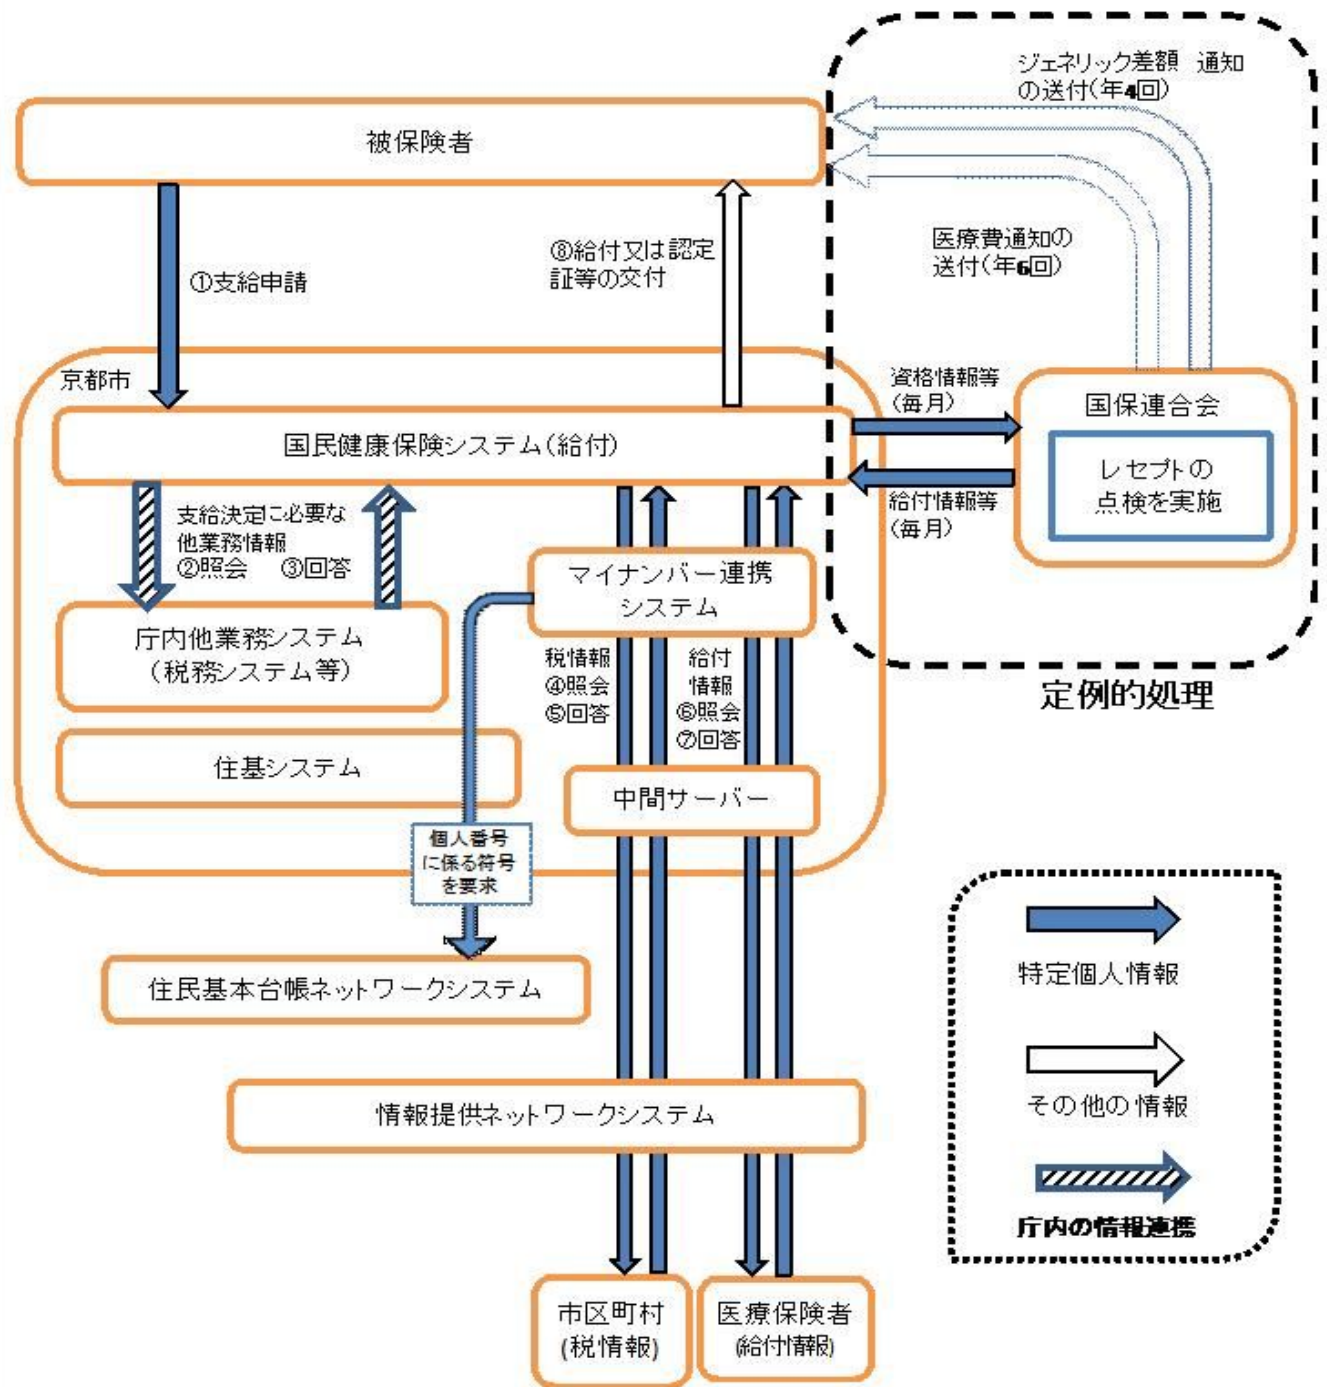 ジェネリック差額 通知
の送付(年4回)
被保険者
医療費通知の
送付(年6回)
⑧給付又は認定
証等の交付
①支給申請
京都市
資格情報等
(毎月)
国保連合会
国民健康保険システム(給付)
レセプトの
点検を実施
給付情報等
(毎月)
支給決定に必要な
他業務情報
②照会 ③回答
マイナンバー連携
システム
庁内他業務システム
(税務システム等)
税情報
④照会
⑤回答
給付
情報
⑥照会
⑦回答
定例的処理
住基システム
中間サーバー
個人番号
に係る符号
を要求
特定個人情報
住民基本台帳ネットワークシステム
その他の情報
情報提供ネットワークシステム
庁内の情報連携
市区町村
(税情報)
医療保険者
(給付情報)